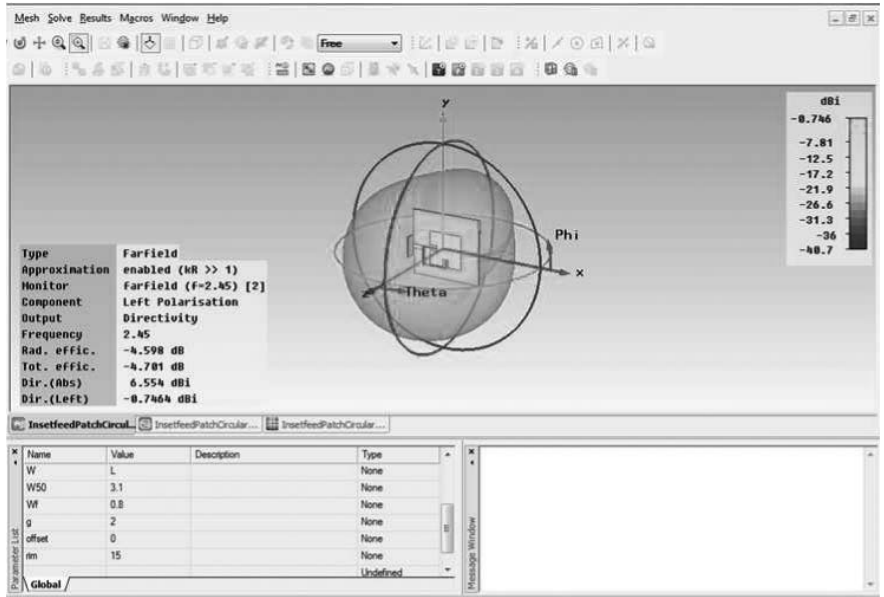 Mesh Solve Results Macros Window Help
Free
y
dBi
-0.746
-7.81
-12.5
-17.2
-21.9
-26.6
-31.3
-36
-40.7
Phi
x
z
Theta
Type Farfield
Approximation enabled (kR >> 1)
Monitor farfield (f=2.45) [2]
Component Left Polarisation
Output Directivity
Frequency 2.45
Rad. effic. -4.598 dB
Tot. effic. -4.701 dB
Dir.(Abs) 6.554 dBi
Dir.(Left) -0.7464 dBi
InsetfeedPatchCircul... InsetfeedPatchCircular... InsetfeedPatchCircular...
Name Value Description Type
W L None
W50 3.1 None
Wf 0.8 None
g 2 None
offset 0 None
rim 15 None
Undefined
Global
Parameter List
Message Window